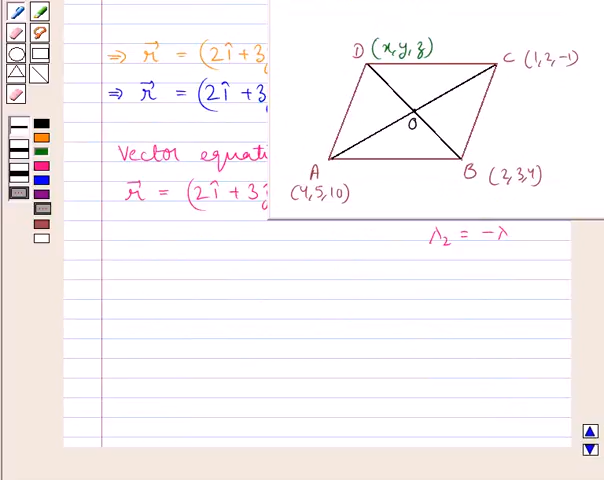 ⇒ r⃗ = (2î + 3
⇒ r⃗ = (2î + 3
Vector equati
r⃗ = (2î + 3
D (x, y, z)
C (1, 2, -1)
O
A
(4, 5, 10)
B (2, 3, 4)
λ₂ = -λ